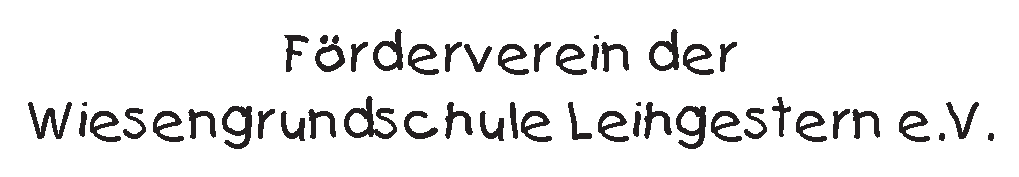 Förderverein der
Wiesengrundschule Leihgestern e.V.